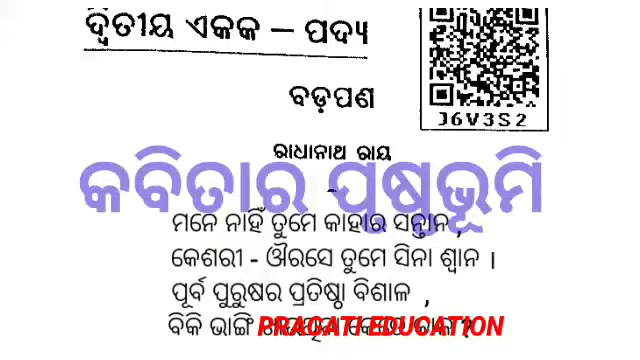 ଦ୍ୱିତୀୟ ଏକକ – ପଦ୍ୟ
ବଡ଼ପଣ
J6V3S2
ରାଧାନାଥ ରାୟ
କବିତାର ପୃଷ୍ଠଭୂମି
ମନେ ନାହିଁ ତୁମେ କାହାର ସନ୍ତାନ ,
କେଶରୀ - ଔରସେ ତୁମେ ସିନା ଶ୍ୱାନ ।
ପୂର୍ବ ପୁରୁଷର ପ୍ରତିଷ୍ଠା ବିଶାଳ ,
ବିକି ଭାଙ୍ଗି
PRAGATI EDUCATION